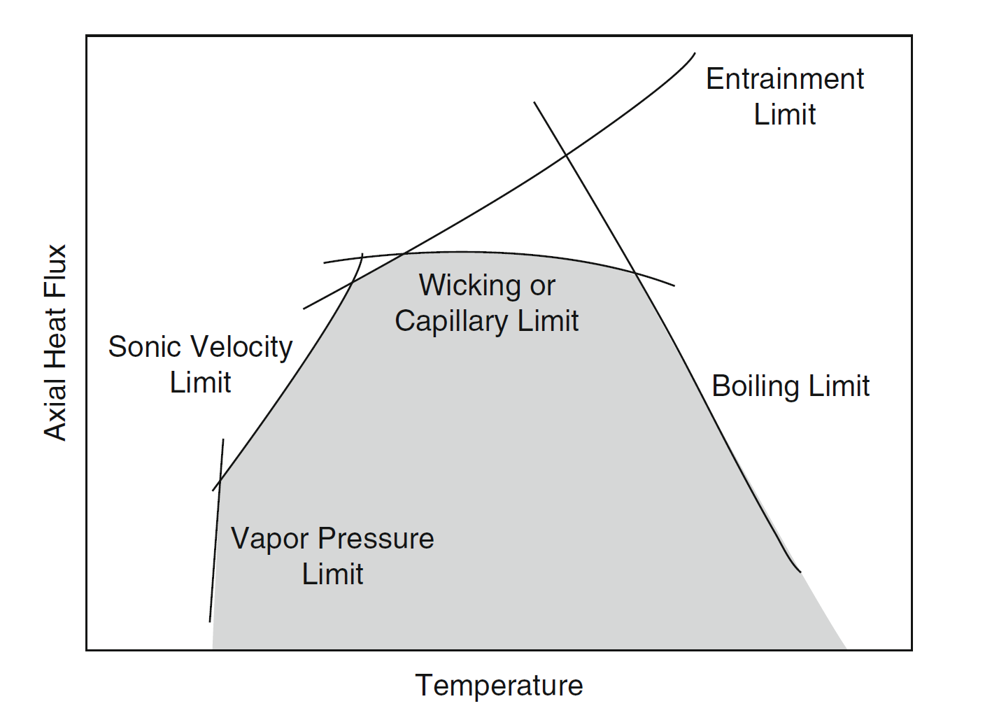 Entrainment
Limit
Wicking or
Capillary Limit
Sonic Velocity
Limit
Boiling Limit
Vapor Pressure
Limit
Axial Heat Flux
Temperature